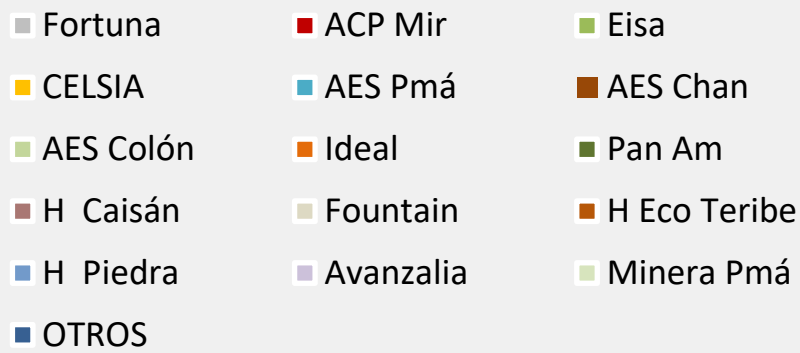 Fortuna ACP Mir Eisa
CELSIA AES Pmá AES Chan
AES Colón Ideal Pan Am
H  Caisán Fountain H Eco Teribe
H  Piedra Avanzalia Minera Pmá
OTROS